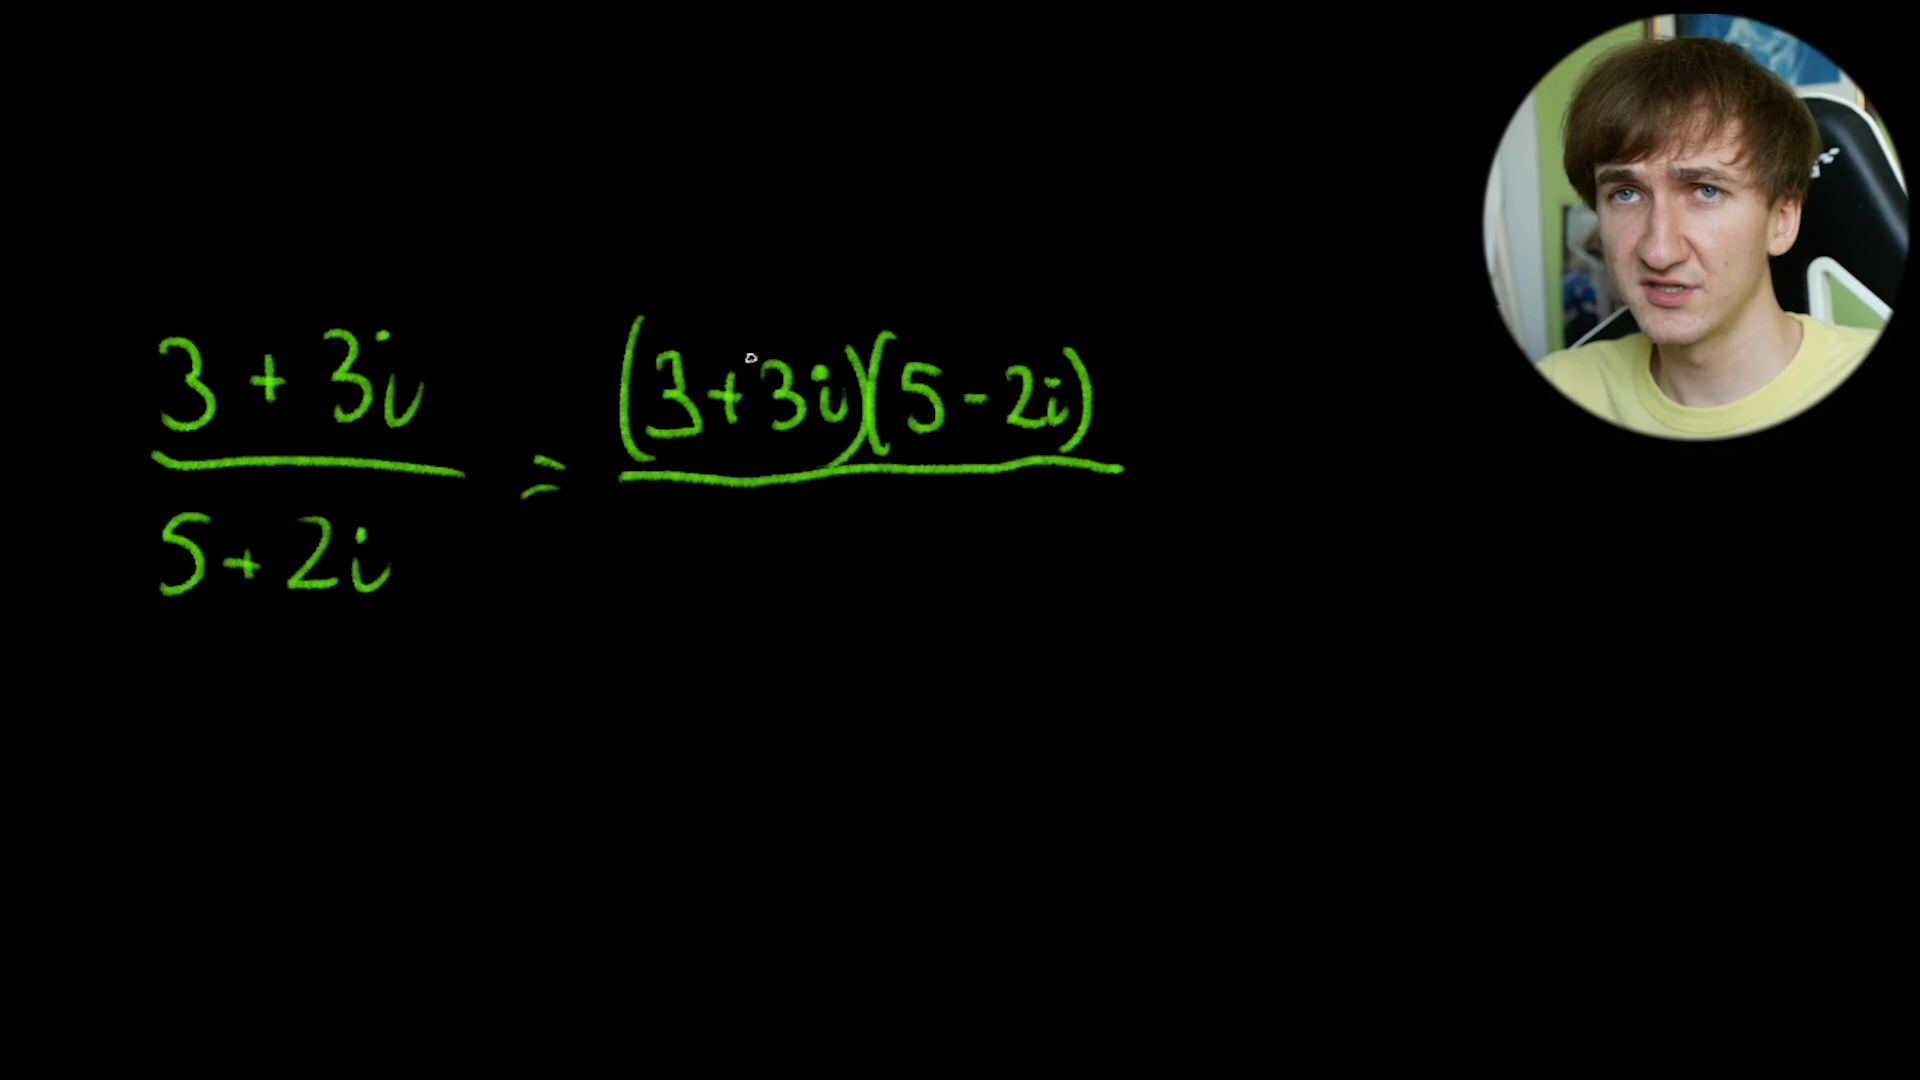 3 + 3i / 5 + 2i = (3 + 3i)(5 - 2i) /